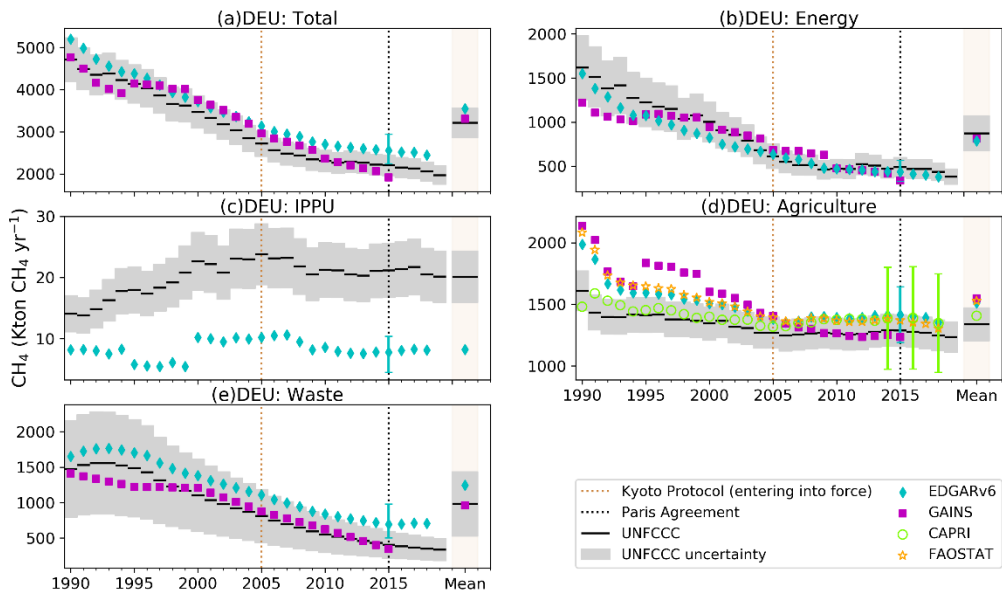 (a)DEU: Total
5000
4000
3000
2000
(b)DEU: Energy
2000
1500
1000
500
0
(c)DEU: IPPU
30
20
10
0
CH₄ (Kton CH₄ yr⁻¹)
(d)DEU: Agriculture
2000
1500
1000
1990 1995 2000 2005 2010 2015 Mean
(e)DEU: Waste
2000
1500
1000
500
1990 1995 2000 2005 2010 2015 Mean
Kyoto Protocol (entering into force)
Paris Agreement
UNFCCC
UNFCCC uncertainty
EDGARv6
GAINS
CAPRI
FAOSTAT